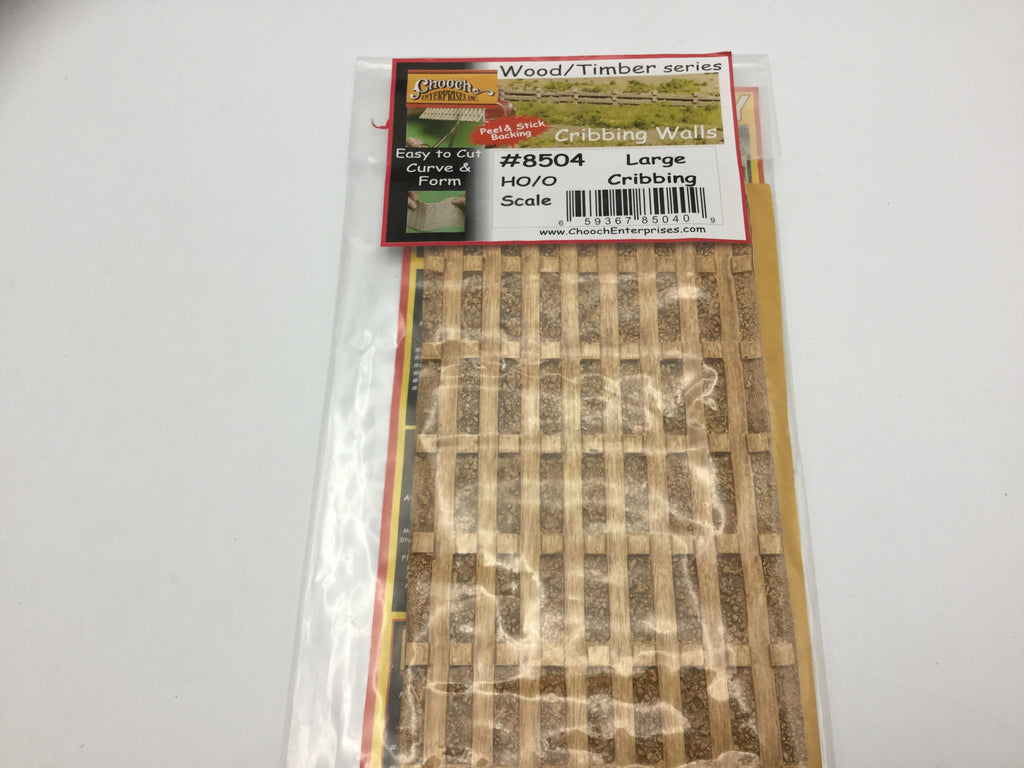 Chooch
ENTERPRISES INC.
Wood/Timber series
Peel & Stick
Backing
Cribbing Walls
Easy to Cut
Curve &
Form
#8504 Large
HO/O Cribbing
Scale
6 59367 85040 9
www.ChoochEnterprises.com